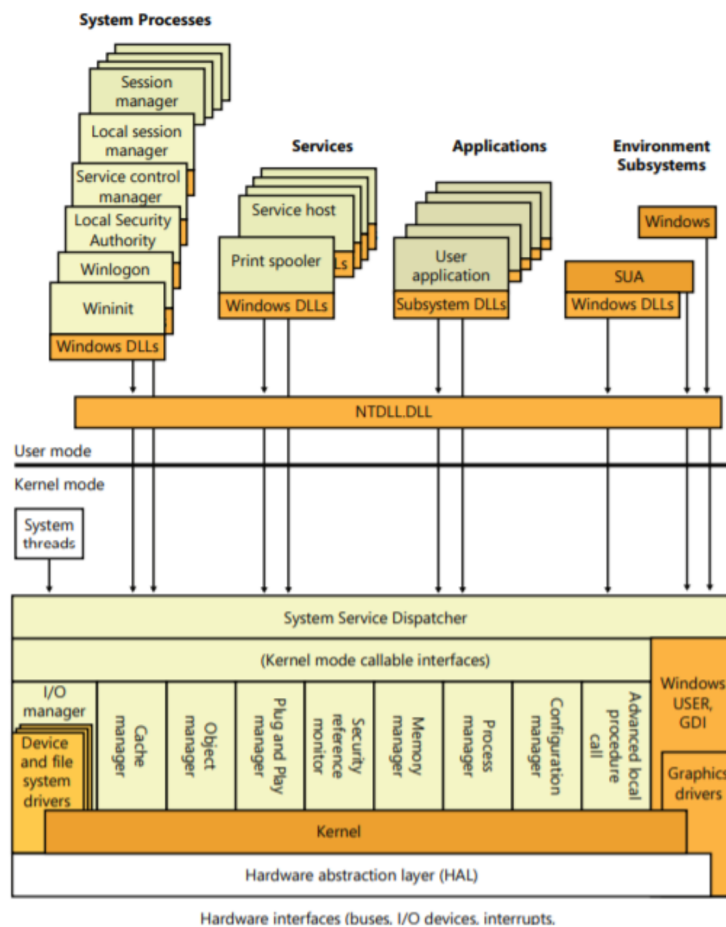 System Processes
Session
manager
Local session
manager
Service control
manager
Local Security
Authority
Winlogon
Wininit
Windows DLLs
Services
Service host
Print spooler
Ls
Windows DLLs
Applications
User
application
Subsystem DLLs
Environment
Subsystems
Windows
SUA
Windows DLLs
NTDLL.DLL
User mode
Kernel mode
System
threads
System Service Dispatcher
(Kernel mode callable interfaces)
I/O
manager
Device
and file
system
drivers
Cache
manager
Object
manager
Plug and Play
manager
Security
reference
monitor
Memory
manager
Process
manager
Configuration
manager
Advanced local
procedure
call
Windows
USER,
GDI
Graphics
drivers
Kernel
Hardware abstraction layer (HAL)
Hardware interfaces (buses, I/O devices, interrupts,